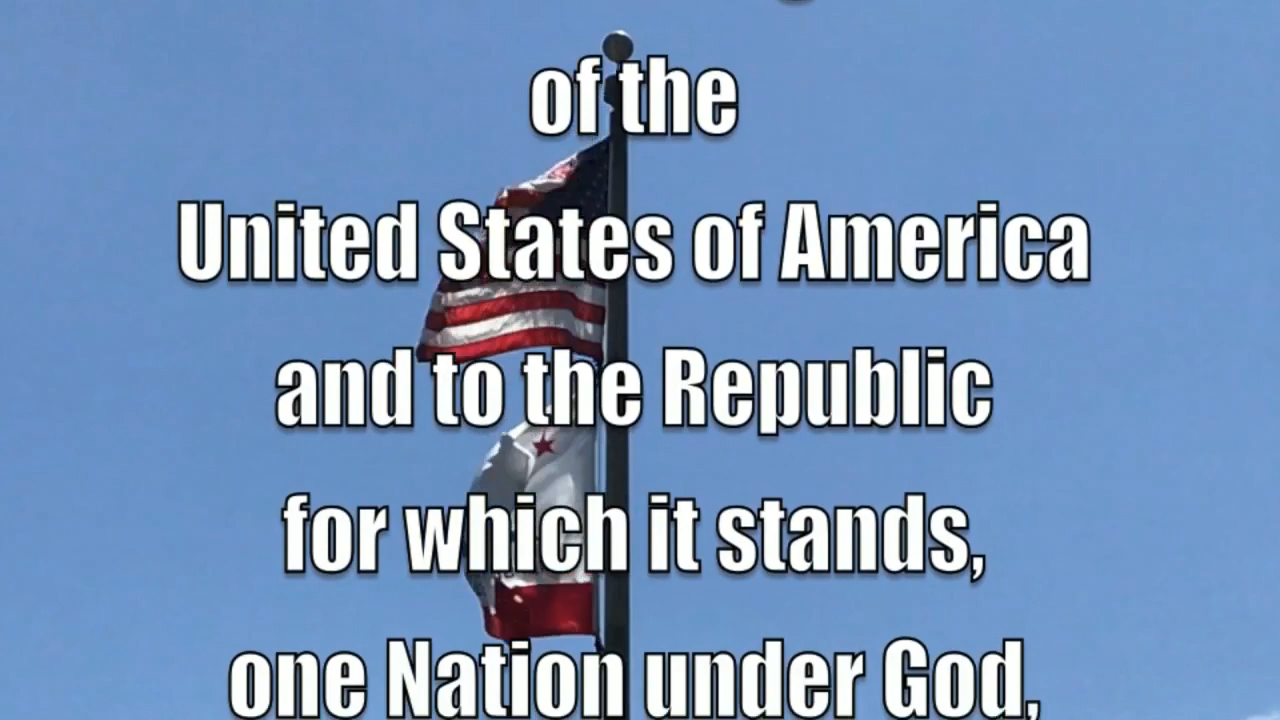 of the
United States of America
and to the Republic
for which it stands,
one Nation under God,